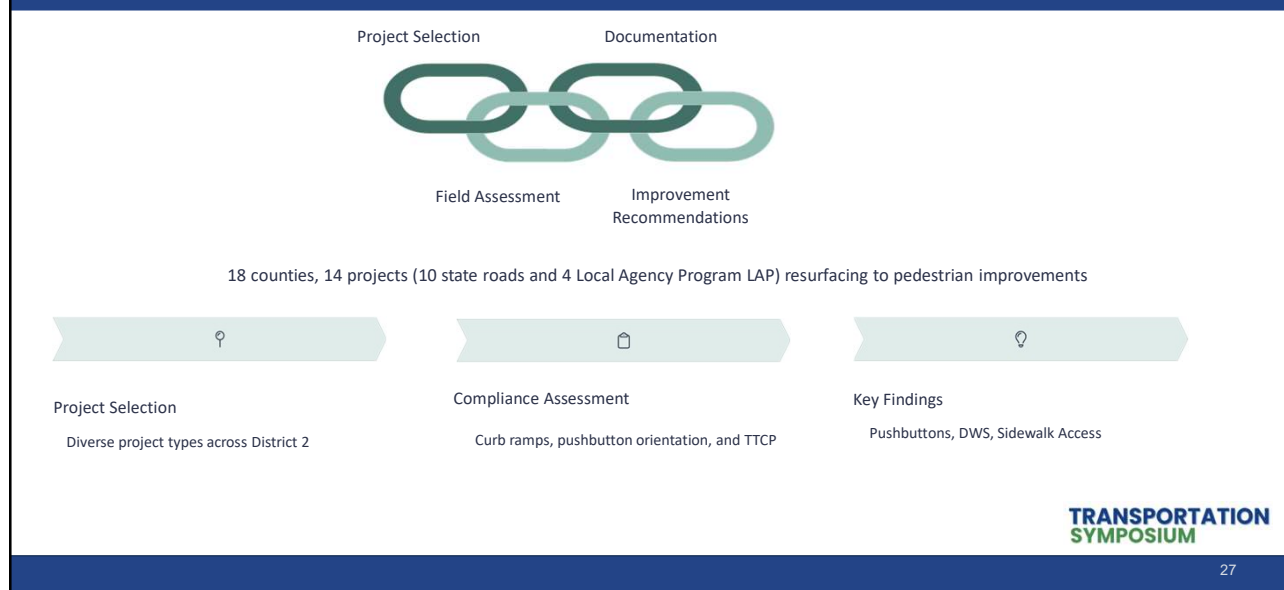 Project Selection
Documentation
Field Assessment
Improvement
Recommendations
18 counties, 14 projects (10 state roads and 4 Local Agency Program LAP) resurfacing to pedestrian improvements
Project Selection
Diverse project types across District 2
Compliance Assessment
Curb ramps, pushbutton orientation, and TTCP
Key Findings
Pushbuttons, DWS, Sidewalk Access
TRANSPORTATION
SYMPOSIUM
27